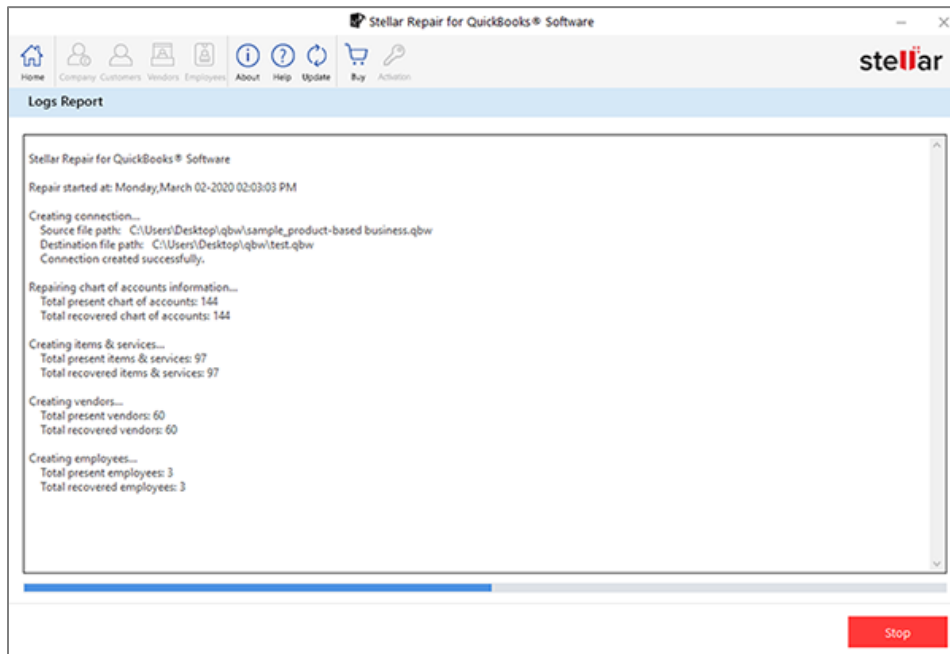 Stellar Repair for QuickBooks® Software
Home Company Customers Vendors Employees About Help Update Buy Activation
stellar
Logs Report
Stellar Repair for QuickBooks® Software
Repair started at: Monday,March 02-2020 02:03:03 PM
Creating connection...
Source file path: C:\Users\Desktop\qbw\sample_product-based business.qbw
Destination file path: C:\Users\Desktop\qbw\test.qbw
Connection created successfully.
Repairing chart of accounts information...
Total present chart of accounts: 144
Total recovered chart of accounts: 144
Creating items & services...
Total present items & services: 97
Total recovered items & services: 97
Creating vendors...
Total present vendors: 60
Total recovered vendors: 60
Creating employees...
Total present employees: 3
Total recovered employees: 3
Stop